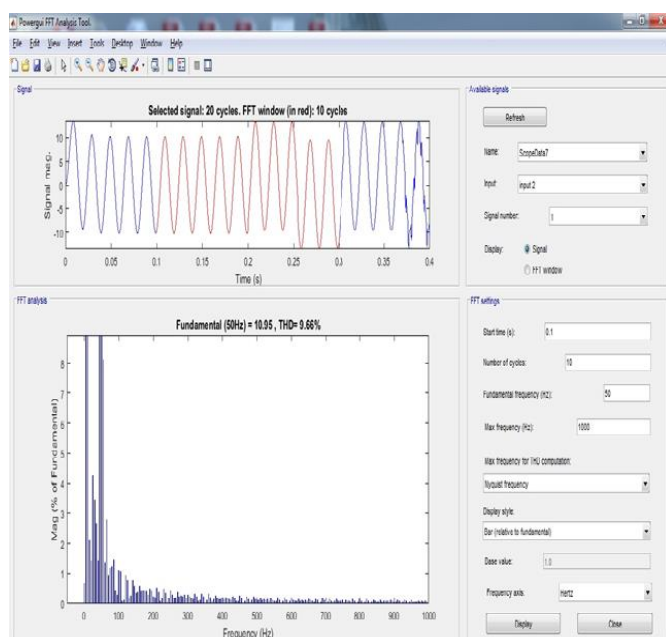 Powergui FFT Analysis Tool.
File Edit View Insert Tools Desktop Window Help
Signal
Selected signal: 20 cycles. FFT window (in red): 10 cycles
Signal mag.
10
5
0
-5
-10
0 0.05 0.1 0.15 0.2 0.25 0.3 0.35 0.4
Time (s)
FFT analysis
Fundamental (50Hz) = 10.95 , THD= 9.66%
Mag (% of Fundamental)
8
7
6
5
4
3
2
1
0
0 100 200 300 400 500 600 700 800 900 1000
Frequency (Hz)
Available signals
Refresh
Name: ScopeData7
Input: input 2
Signal number: 1
Display: Signal
FFT window
FFT settings
Start time (s): 0.1
Number of cycles: 10
Fundamental frequency (Hz): 50
Max frequency (Hz): 1000
Max frequency for THD computation:
Nyquist frequency
Display style:
Bar (relative to fundamental)
Base value: 1.0
Frequency axis: Hertz
Display Close